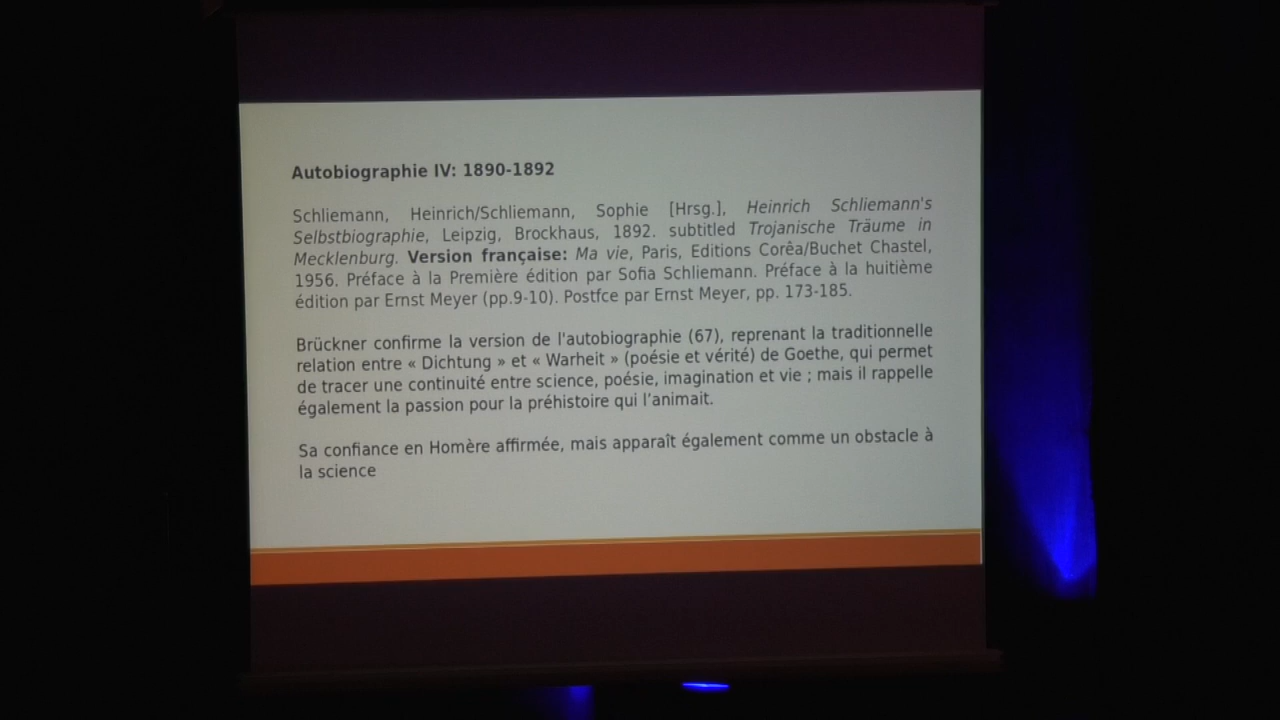 Autobiographie IV: 1890-1892
Schliemann, Heinrich/Schliemann, Sophie [Hrsg.], Heinrich Schliemann's
Selbstbiographie, Leipzig, Brockhaus, 1892. subtitled Trojanische Träume in
Mecklenburg. Version française: Ma vie, Paris, Editions Corêa/Buchet Chastel,
1956. Préface à la Première édition par Sofia Schliemann. Préface à la huitième
édition par Ernst Meyer (pp.9-10). Postfce par Ernst Meyer, pp. 173-185.
Brückner confirme la version de l'autobiographie (67), reprenant la traditionnelle
relation entre « Dichtung » et « Warheit » (poésie et vérité) de Goethe, qui permet
de tracer une continuité entre science, poésie, imagination et vie ; mais il rappelle
également la passion pour la préhistoire qui l’animait.
Sa confiance en Homère affirmée, mais apparaît également comme un obstacle à
la science